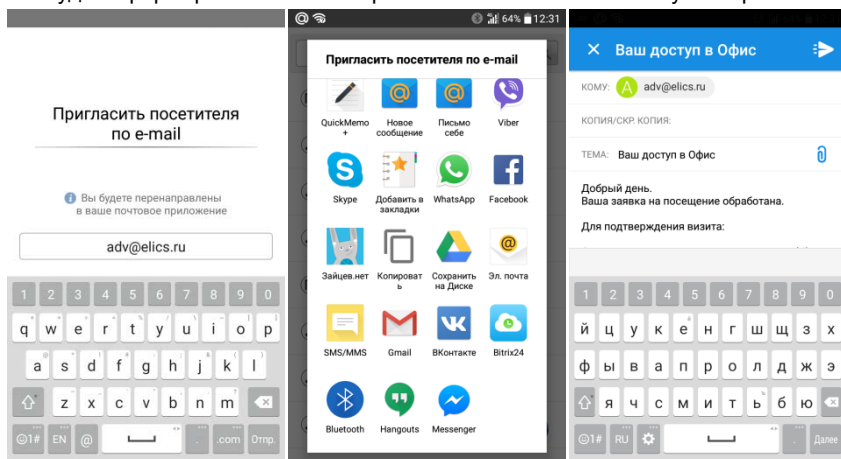 Пригласить посетителя
по e-mail
Вы будете перенаправлены
в ваше почтовое приложение
adv@elics.ru
1 2 3 4 5 6 7 8 9 0
q w e r t y u i o p
a s d f g h j k l
z x c v b n m
☺1# EN @ . .com Отпр.
64% 12:31
Пригласить посетителя по e-mail
QuickMemo
+
Новое
сообщение
Письмо
себе
Viber
Skype
Добавить в
закладки
WhatsApp
Facebook
Зайцев.нет
Копироват
ь
Сохранить
на Диске
Эл. почта
SMS/MMS
Gmail
ВКонтакте
Bitrix24
Bluetooth
Hangouts
Messenger
Ваш доступ в Офис
КОМУ: A adv@elics.ru
КОПИЯ/СКР. КОПИЯ:
ТЕМА: Ваш доступ в Офис
Добрый день.
Ваша заявка на посещение обработана.
Для подтверждения визита:
1 2 3 4 5 6 7 8 9 0
й ц у к е н г ш щ з х
ф ы в а п р о л д ж э
я ч с м и т ь б ю
☺1# RU . Далее